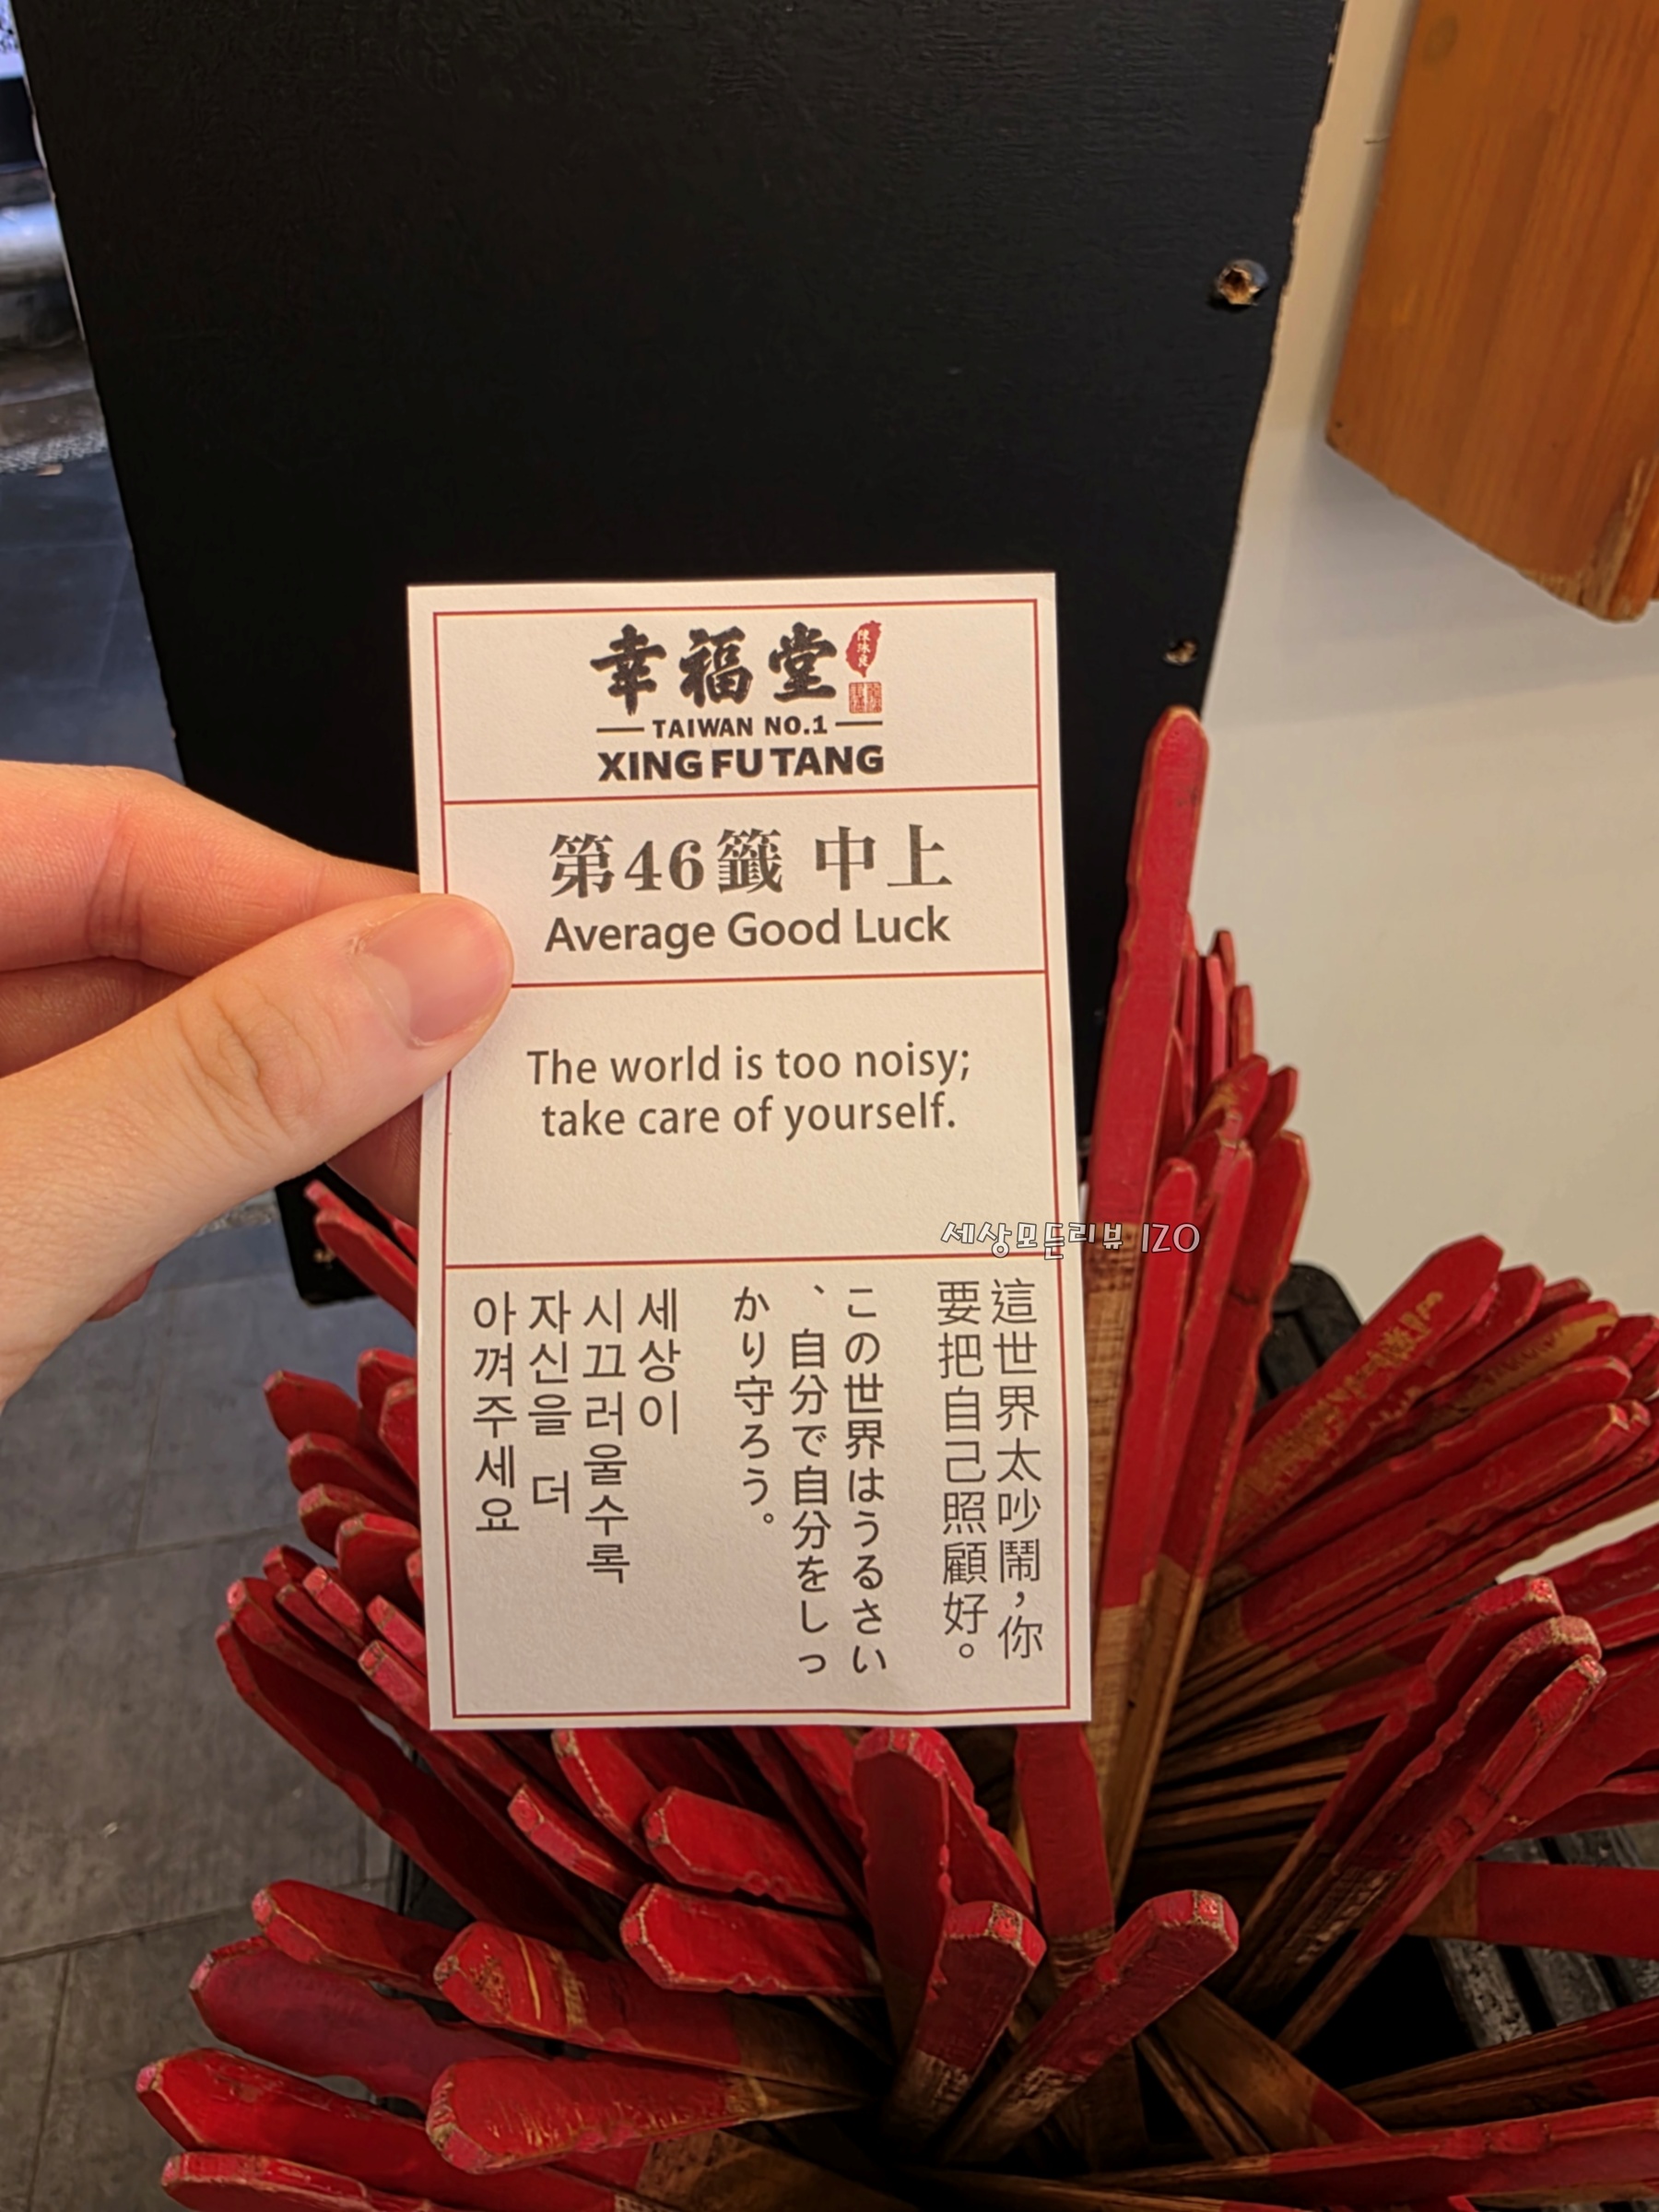 幸福堂
陳泳良
TAIWAN NO.1
XING FU TANG
第46籤 中上
Average Good Luck
The world is too noisy;
take care of yourself.
세상모든리뷰 IZO
這世界太吵鬧，你
要把自己照顧好。
この世界はうるさい
、自分で自分をしっ
かり守ろう。
세상이
시끄러울수록
자신을 더
아껴주세요